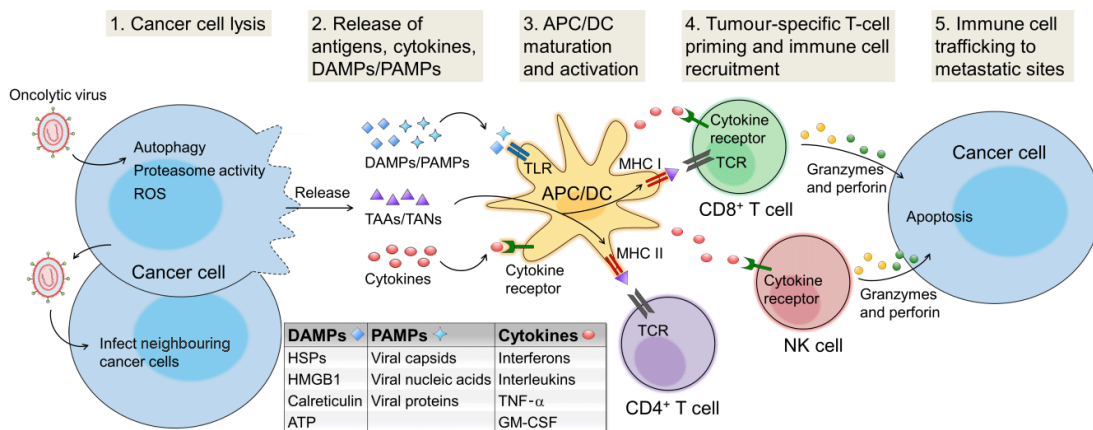 1. Cancer cell lysis
2. Release of
antigens, cytokines,
DAMPs/PAMPs
3. APC/DC
maturation
and activation
4. Tumour-specific T-cell
priming and immune cell
recruitment
5. Immune cell
trafficking to
metastatic sites
Oncolytic virus
Autophagy
Proteasome activity
ROS
Cancer cell
Infect neighbouring
cancer cells
Release
DAMPs/PAMPs
TAAs/TANs
Cytokines
TLR
APC/DC
MHC I
MHC II
Cytokine
receptor
Cytokine
receptor
TCR
CD8⁺ T cell
Granzymes
and perforin
Cancer cell
Apoptosis
Cytokine
receptor
NK cell
Granzymes
and perforin
TCR
CD4⁺ T cell
DAMPs PAMPs Cytokines
HSPs Viral capsids Interferons
HMGB1 Viral nucleic acids Interleukins
Calreticulin Viral proteins TNF-α
ATP GM-CSF